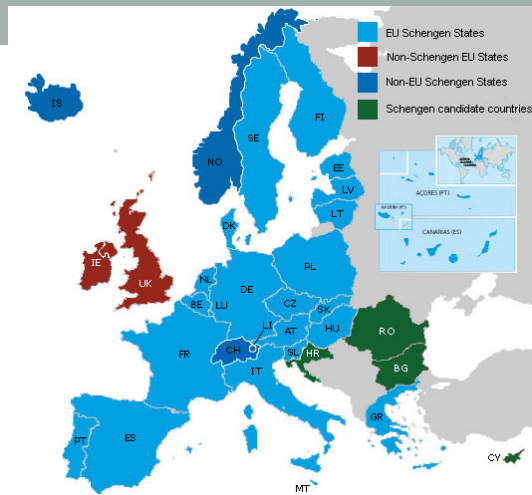 EU Schengen States
Non-Schengen EU States
Non-EU Schengen States
Schengen candidate countries
IS
FI
SE
NO
EE
LV
LT
AÇORES (PT)
MADEIRA (PT)
CANARIAS (ES)
DK
IE
UK
NL
DE
PL
BE
LU
CZ
SK
LI
AT
HU
RO
FR
CH
SL
HR
IT
BG
PT
ES
GR
CY
MT